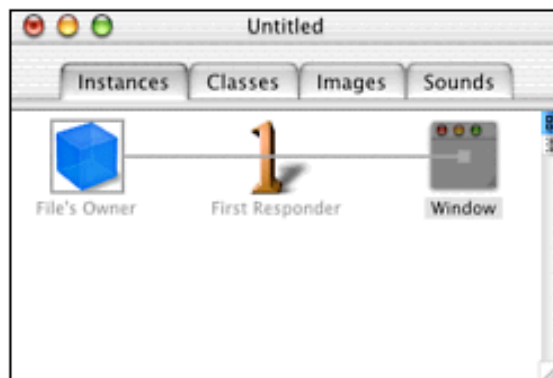 Untitled
Instances Classes Images Sounds
File's Owner First Responder Window